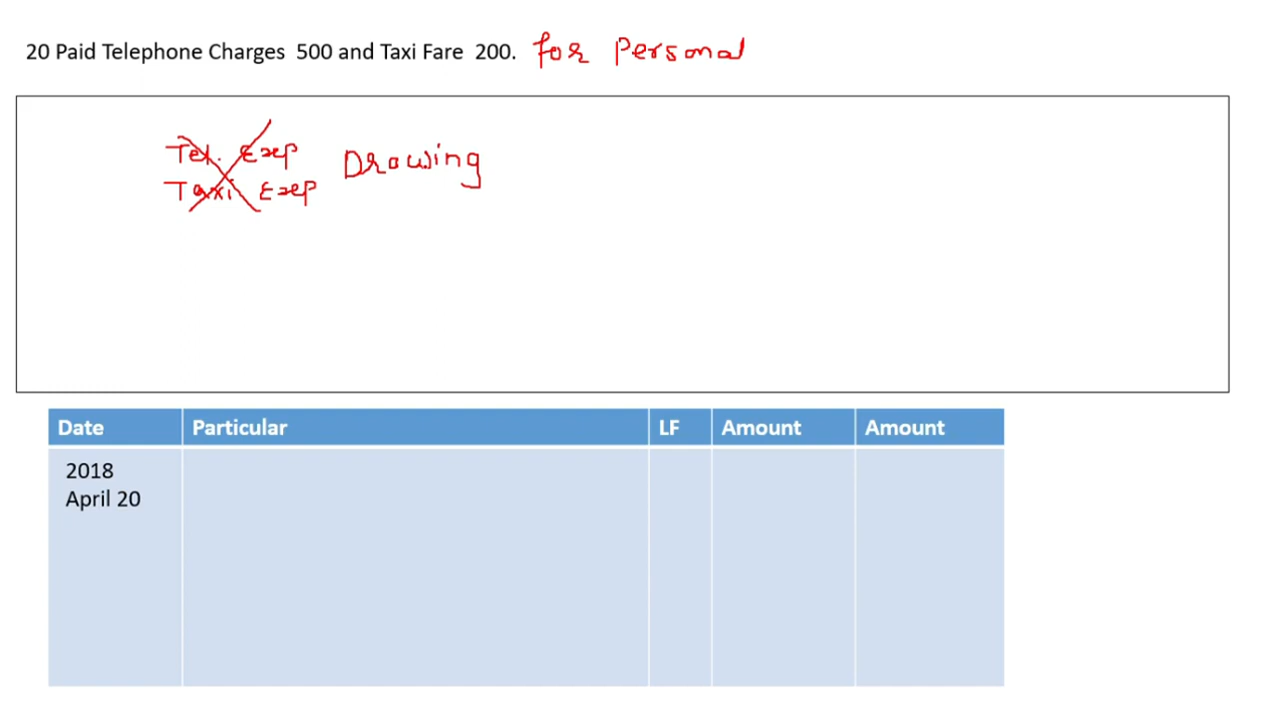 20 Paid Telephone Charges 500 and Taxi Fare 200. for Personal
Tel. Exp Drawing
Taxi Exp
Date Particular LF Amount Amount
2018
April 20